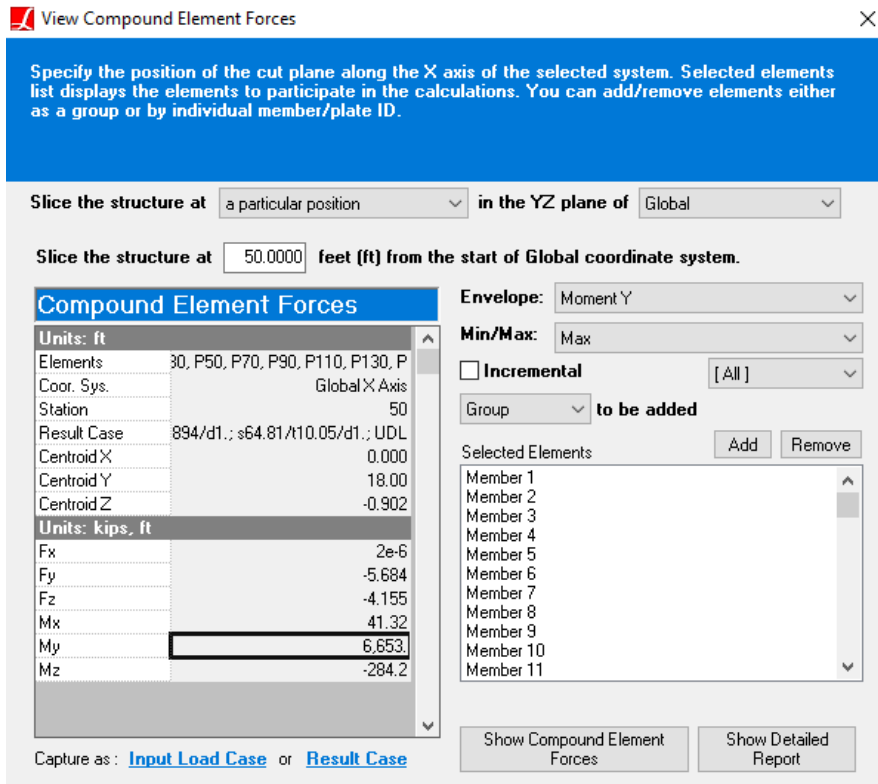 View Compound Element Forces
Specify the position of the cut plane along the X axis of the selected system. Selected elements
list displays the elements to participate in the calculations. You can add/remove elements either
as a group or by individual member/plate ID.
Slice the structure at a particular position in the YZ plane of Global
Slice the structure at 50.0000 feet (ft) from the start of Global coordinate system.
Compound Element Forces
Units: ft
Elements 30, P50, P70, P90, P110, P130, P
Coor. Sys. Global X Axis
Station 50
Result Case 894/d1.; s64.81/t10.05/d1.; UDL
Centroid X 0.000
Centroid Y 18.00
Centroid Z -0.902
Units: kips, ft
Fx 2e-6
Fy -5.684
Fz -4.155
Mx 41.32
My 6,653.
Mz -284.2
Capture as : Input Load Case or Result Case
Envelope: Moment Y
Min/Max: Max
Incremental [ All ]
Group to be added
Selected Elements Add Remove
Member 1
Member 2
Member 3
Member 4
Member 5
Member 6
Member 7
Member 8
Member 9
Member 10
Member 11
Show Compound Element
Forces
Show Detailed
Report